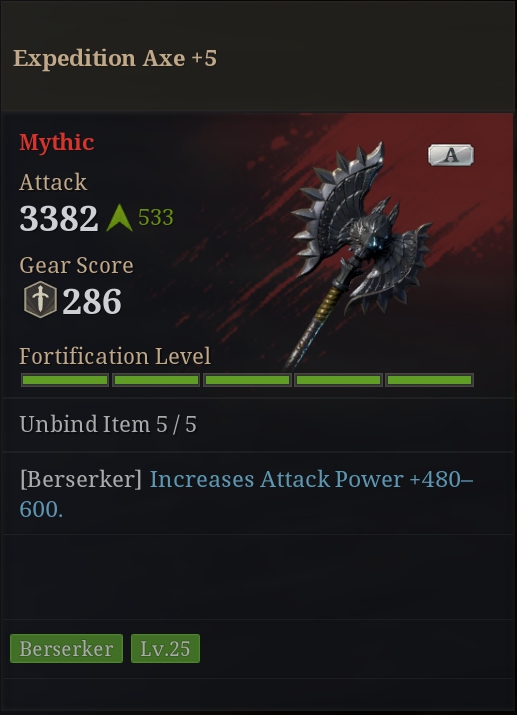 Expedition Axe +5
Mythic
A
Attack
3382 533
Gear Score
286
Fortification Level
Unbind Item 5 / 5
[Berserker] Increases Attack Power +480–
600.
Berserker Lv.25